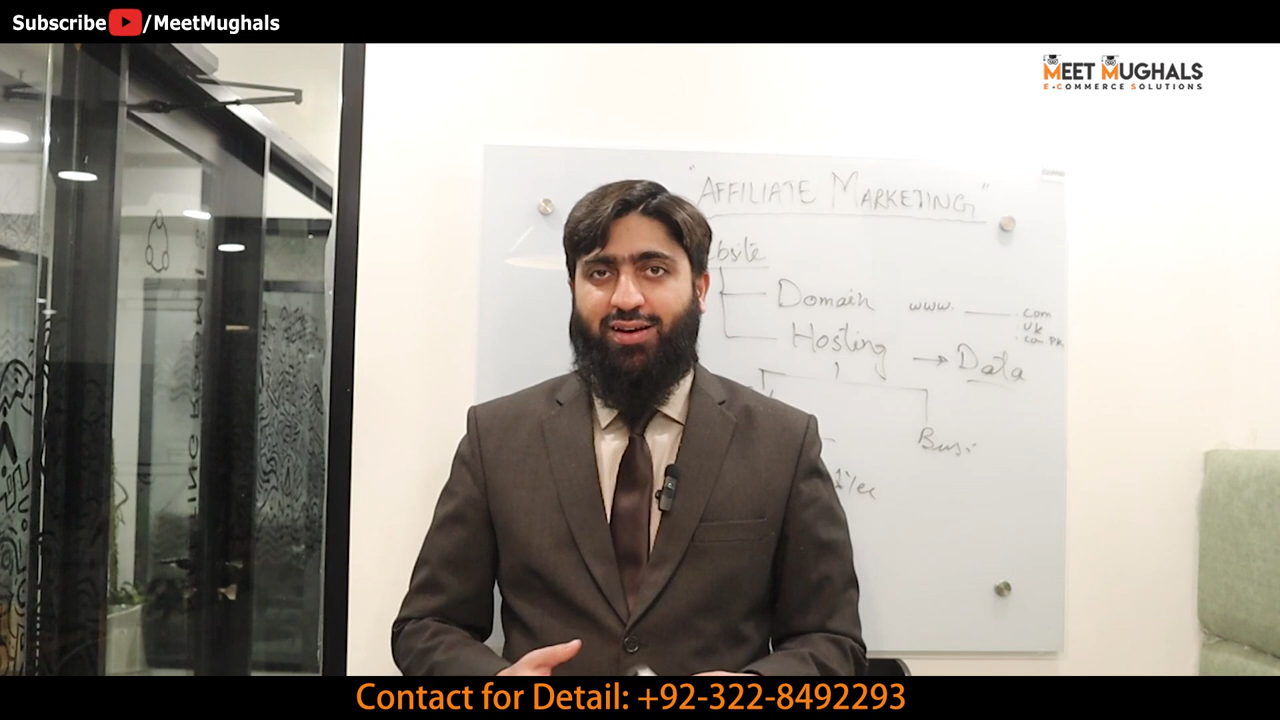 Subscribe /MeetMughals
MEET MUGHALS
E-COMMERCE SOLUTIONS
"AFFILIATE MARKETING"
Domain www. .com
.uk
.com.PK
Hosting → Data
Busi
Contact for Detail: +92-322-8492293